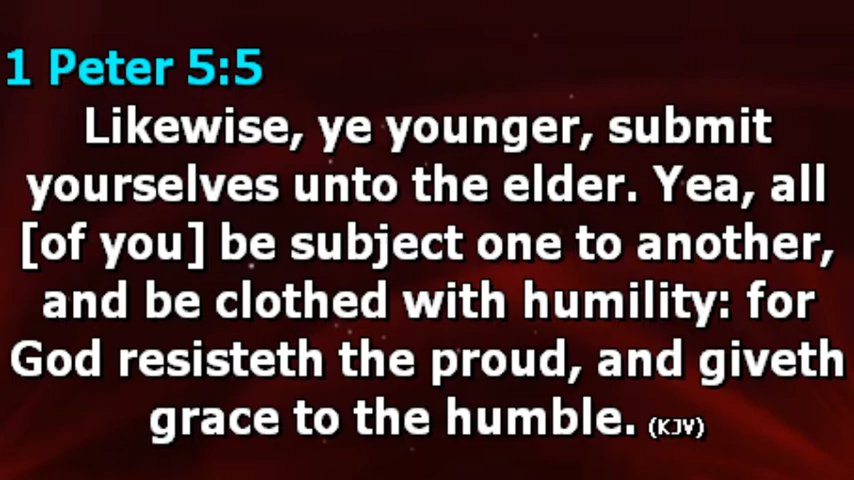 1 Peter 5:5
Likewise, ye younger, submit
yourselves unto the elder. Yea, all
[of you] be subject one to another,
and be clothed with humility: for
God resisteth the proud, and giveth
grace to the humble. (KJV)